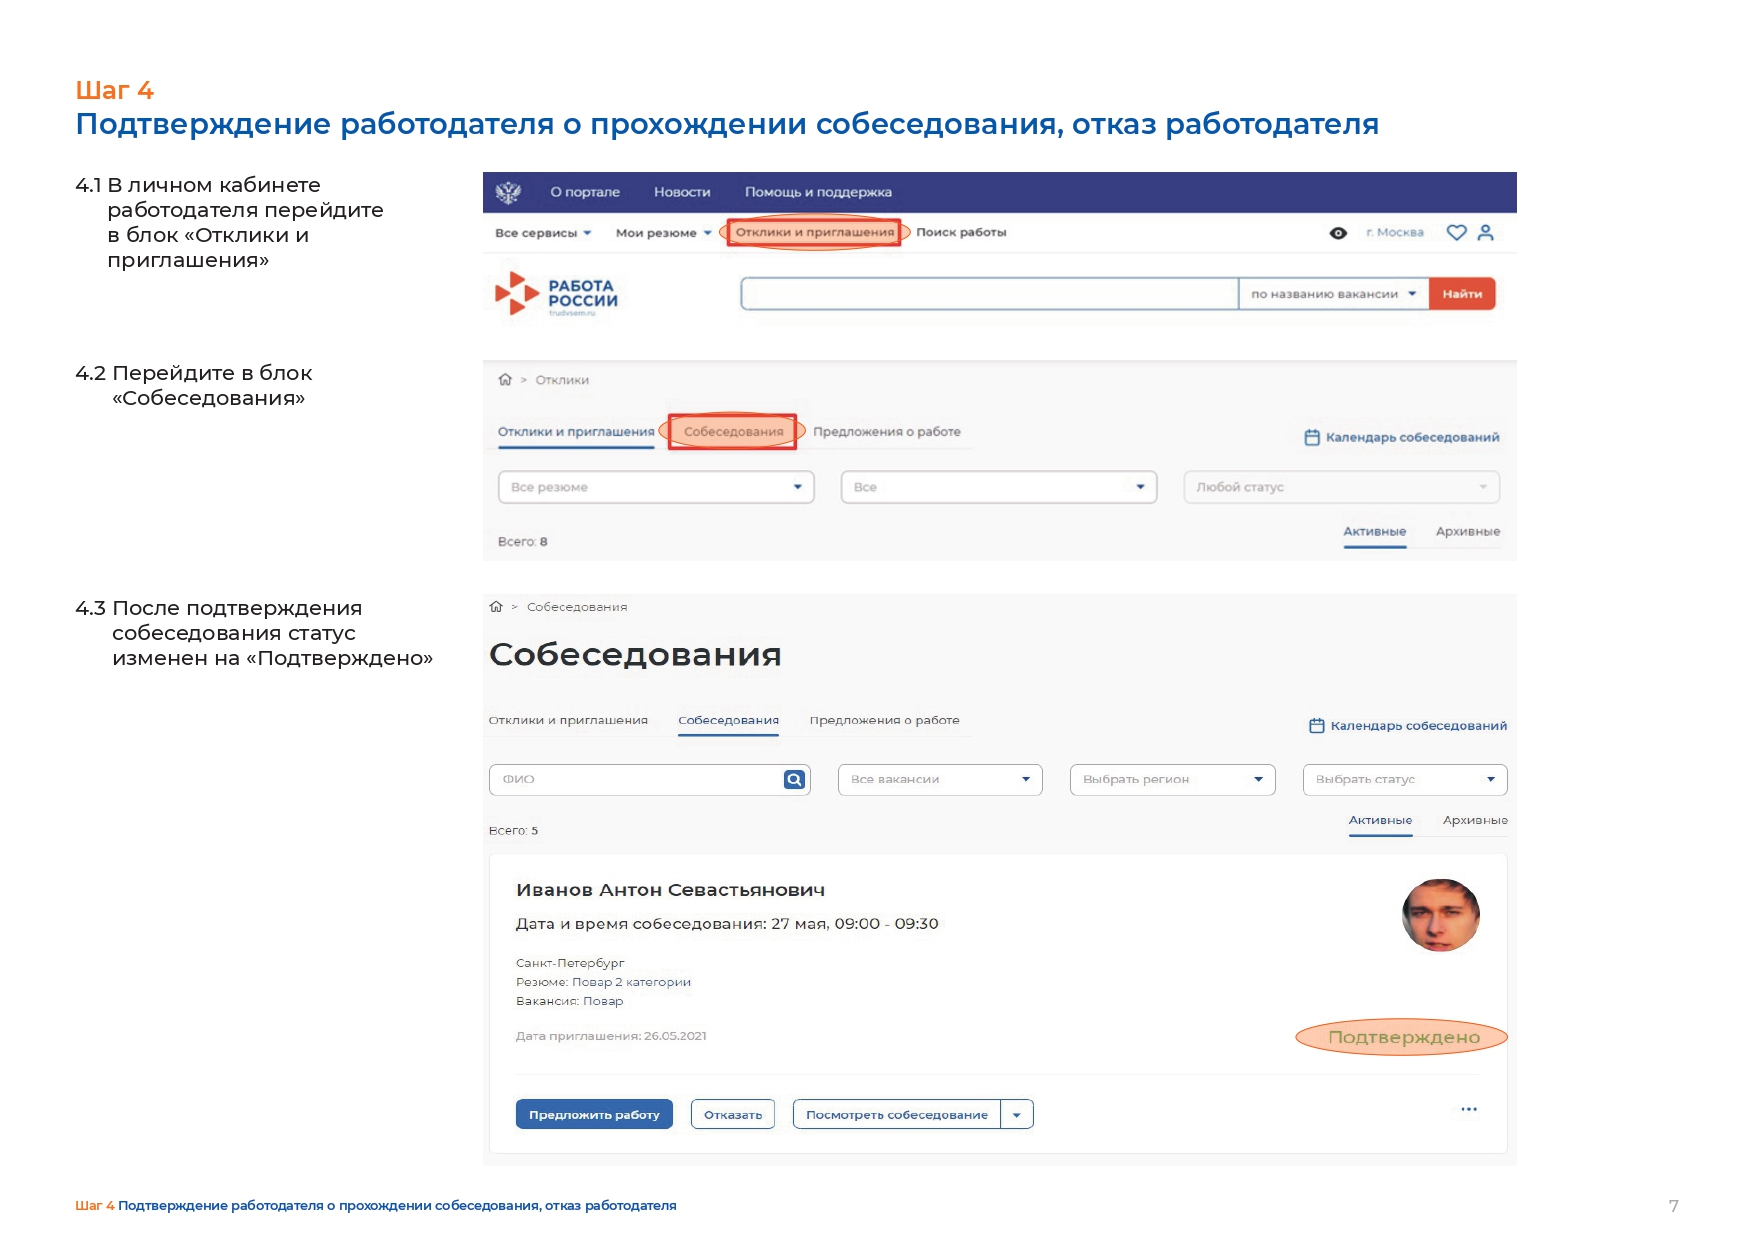 Шаг 4
Подтверждение работодателя о прохождении собеседования, отказ работодателя
4.1 В личном кабинете
работодателя перейдите
в блок «Отклики и
приглашения»
О портале Новости Помощь и поддержка
Все сервисы Мои резюме Отклики и приглашения Поиск работы г. Москва
РАБОТА
РОССИИ
trudvsem.ru
по названию вакансии Найти
4.2 Перейдите в блок
«Собеседования»
> Отклики
Отклики и приглашения Собеседования Предложения о работе Календарь собеседований
Все резюме Все Любой статус
Активные Архивные
Всего: 8
4.3 После подтверждения
собеседования статус
изменен на «Подтверждено»
> Собеседования
Собеседования
Отклики и приглашения Собеседования Предложения о работе Календарь собеседований
ФИО Все вакансии Выбрать регион Выбрать статус
Активные Архивные
Всего: 5
Иванов Антон Севастьянович
Дата и время собеседования: 27 мая, 09:00 - 09:30
Санкт-Петербург
Резюме: Повар 2 категории
Вакансия: Повар
Дата приглашения: 26.05.2021 Подтверждено
Предложить работу Отказать Посмотреть собеседование ...
Шаг 4 Подтверждение работодателя о прохождении собеседования, отказ работодателя 7